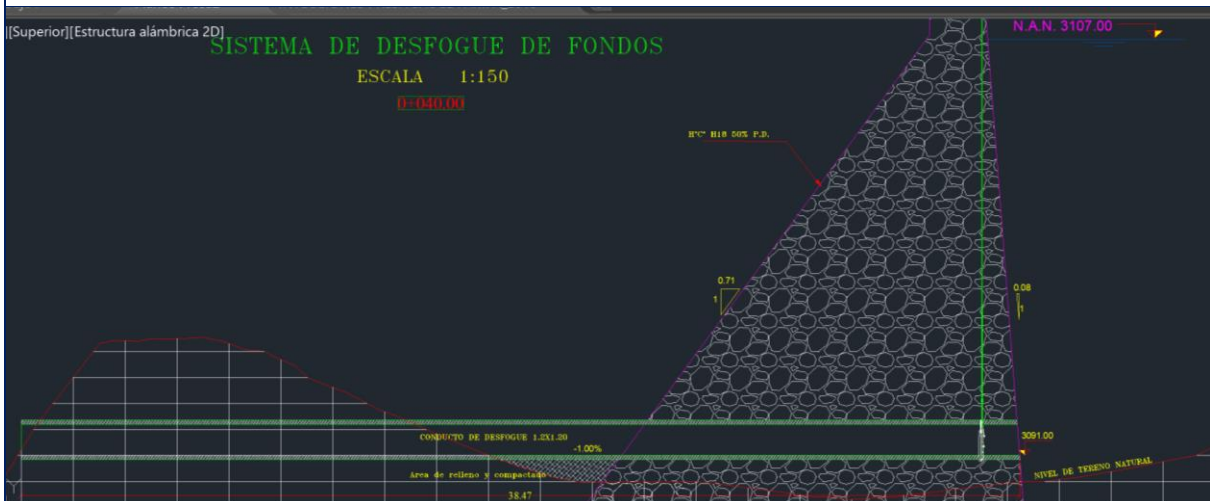 ][Superior][Estructura alámbrica 2D]
SISTEMA DE DESFOGUE DE FONDOS
ESCALA 1:150
0+040.00
N.A.N. 3107.00
H°C° H18 50% P.D.
0.71
1
0.08
1
CONDUCTO DE DESFOGUE 1.2X1.20
-1.00%
3091.00
Area de relleno y compactado
NIVEL DE TERENO NATURAL
38.47